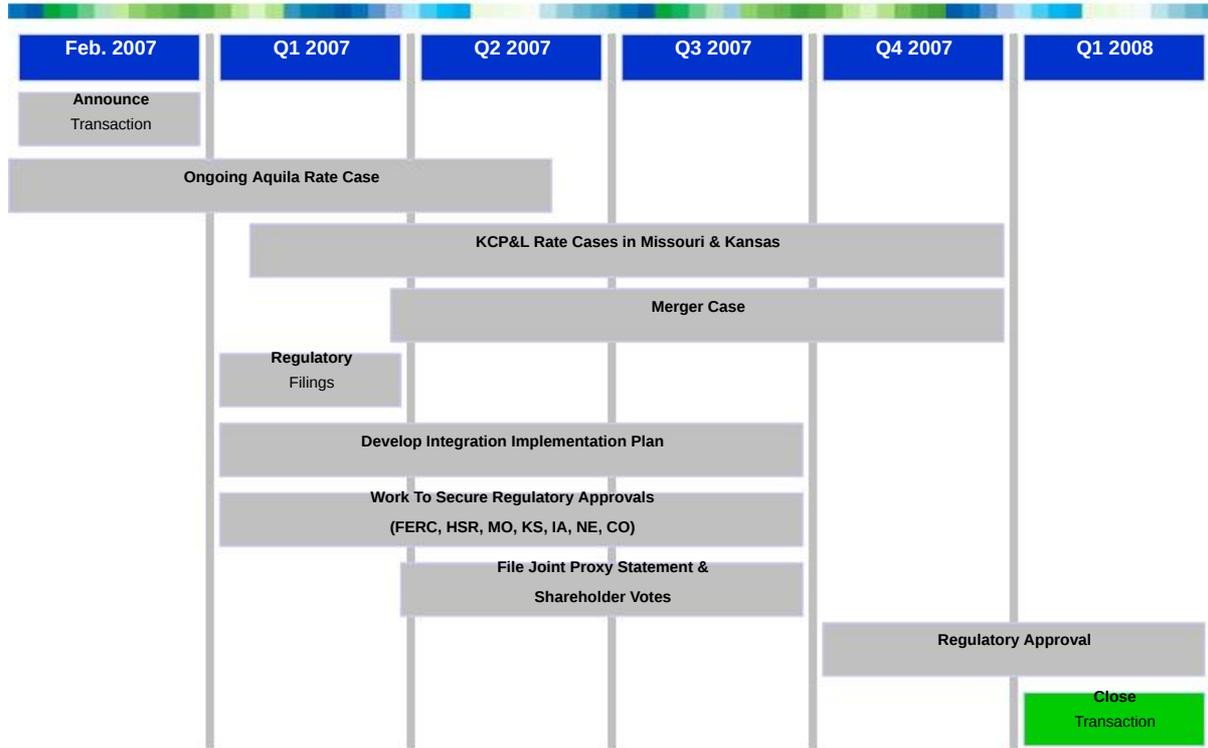 Feb. 2007
Q1 2007
Q2 2007
Q3 2007
Q4 2007
Q1 2008
Announce
Transaction
Ongoing Aquila Rate Case
KCP&L Rate Cases in Missouri & Kansas
Merger Case
Regulatory
Filings
Develop Integration Implementation Plan
Work To Secure Regulatory Approvals
(FERC, HSR, MO, KS, IA, NE, CO)
File Joint Proxy Statement &
Shareholder Votes
Regulatory Approval
Close
Transaction